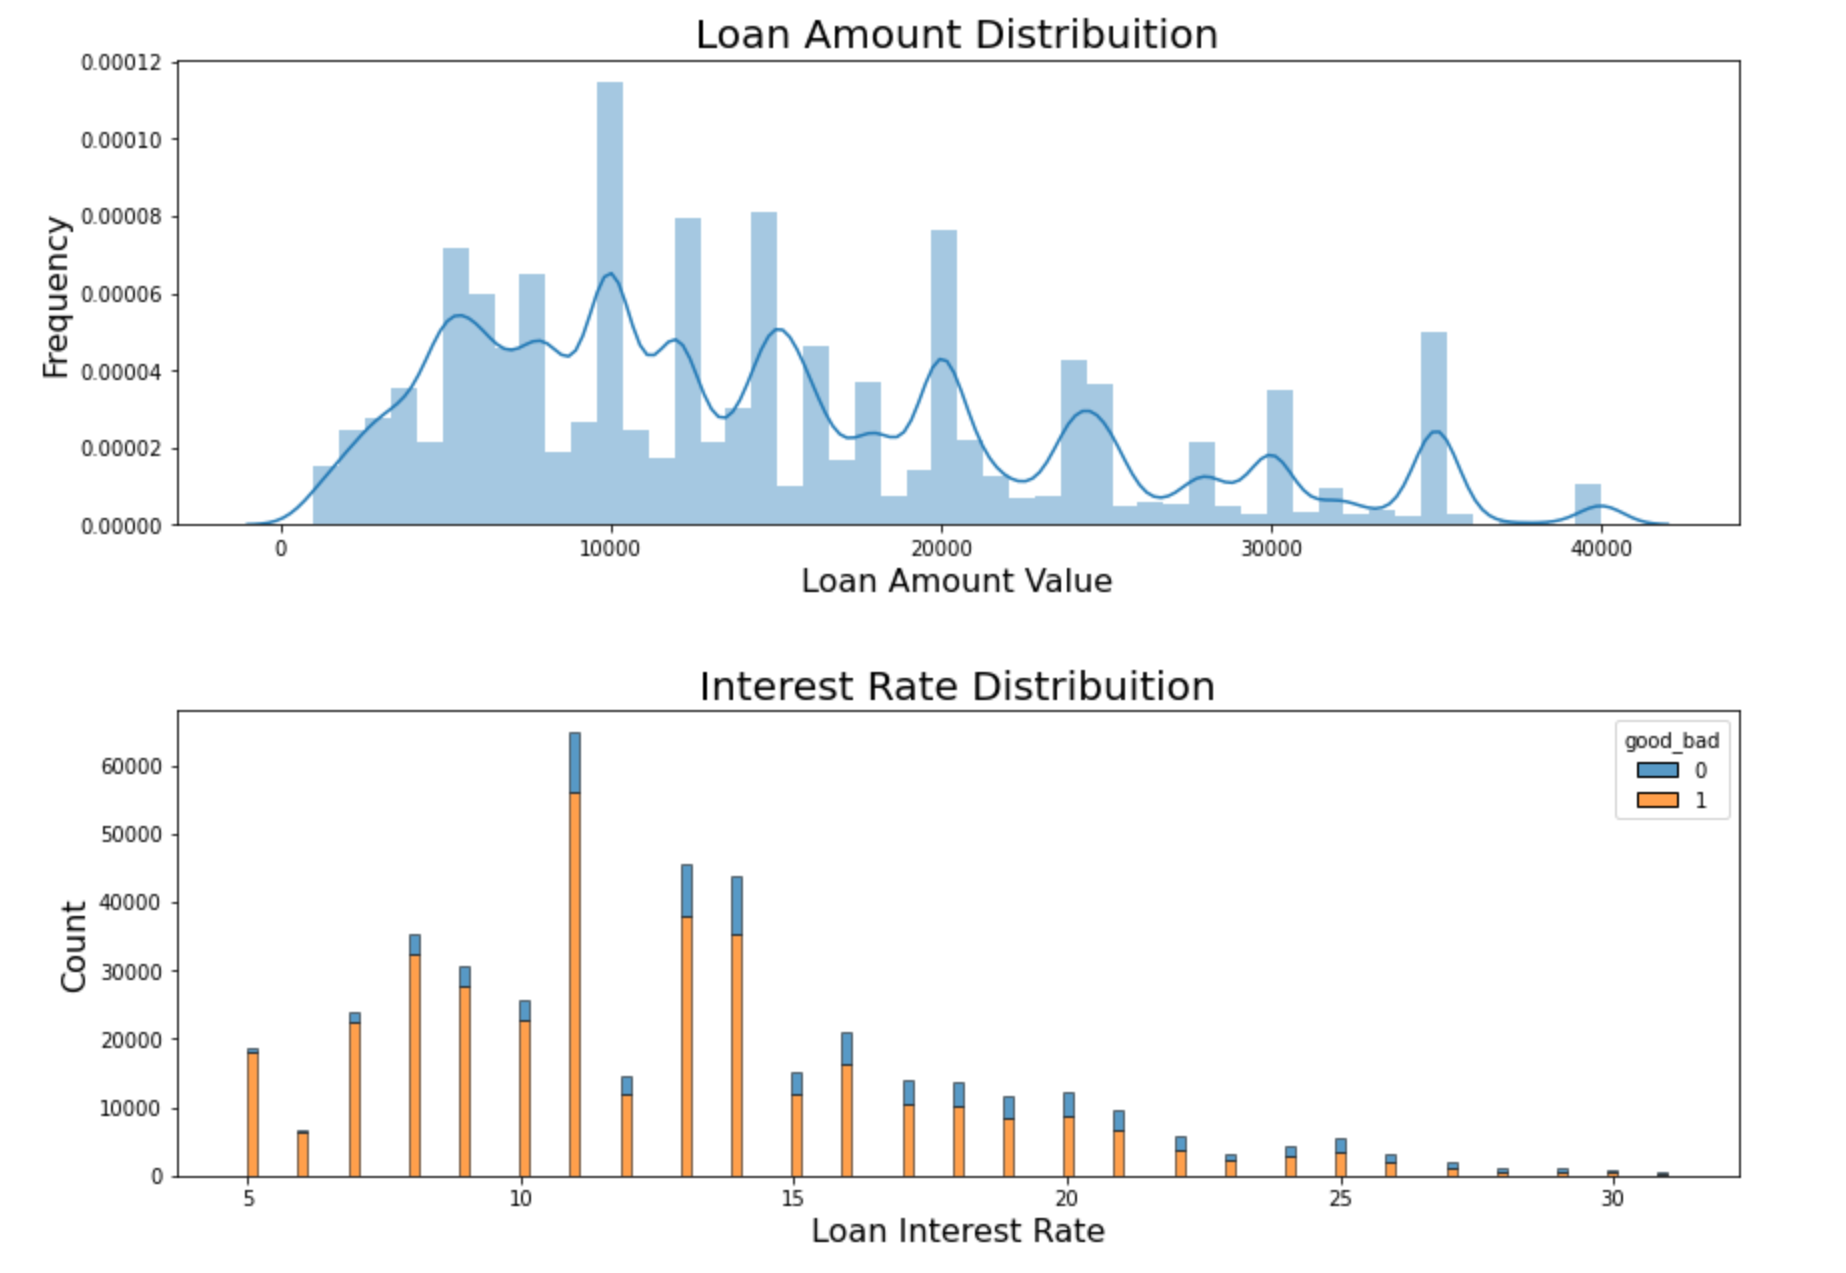 Loan Amount Distribuition
0.00012
0.00010
0.00008
0.00006
0.00004
0.00002
0.00000
Frequency
0 10000 20000 30000 40000
Loan Amount Value
Interest Rate Distribuition
good_bad
0
1
60000
50000
40000
30000
20000
10000
0
Count
5 10 15 20 25 30
Loan Interest Rate